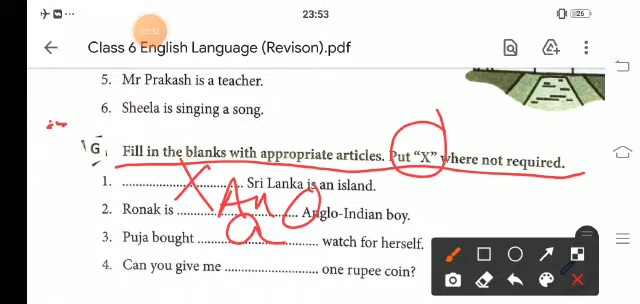 23:53
26
Class 6 English Language (Revison).pdf
5. Mr Prakash is a teacher.
6. Sheela is singing a song.
G Fill in the blanks with appropriate articles. Put “X” where not required.
X
1. ............................ Sri Lanka is an island.
An
2. Ronak is ............................ Anglo-Indian boy.
a
3. Puja bought ............................ watch for herself.
4. Can you give me ..................... one rupee coin?